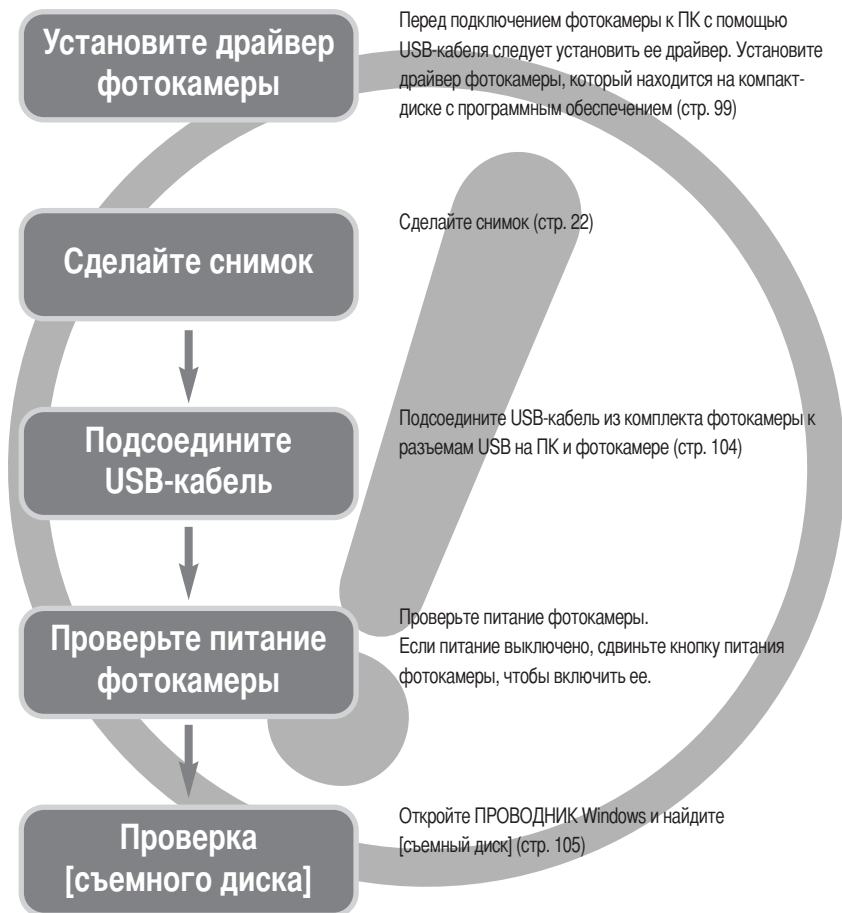 Установите драйвер
фотокамеры
Перед подключением фотокамеры к ПК с помощью
USB-кабеля следует установить ее драйвер. Установите
драйвер фотокамеры, который находится на компакт-
диске с программным обеспечением (стр. 99)
Сделайте снимок
Сделайте снимок (стр. 22)
Подсоедините
USB-кабель
Подсоедините USB-кабель из комплекта фотокамеры к
разъемам USB на ПК и фотокамере (стр. 104)
Проверьте питание
фотокамеры
Проверьте питание фотокамеры.
Если питание выключено, сдвиньте кнопку питания
фотокамеры, чтобы включить ее.
Проверка
[съемного диска]
Откройте ПРОВОДНИК Windows и найдите
[съемный диск] (стр. 105)